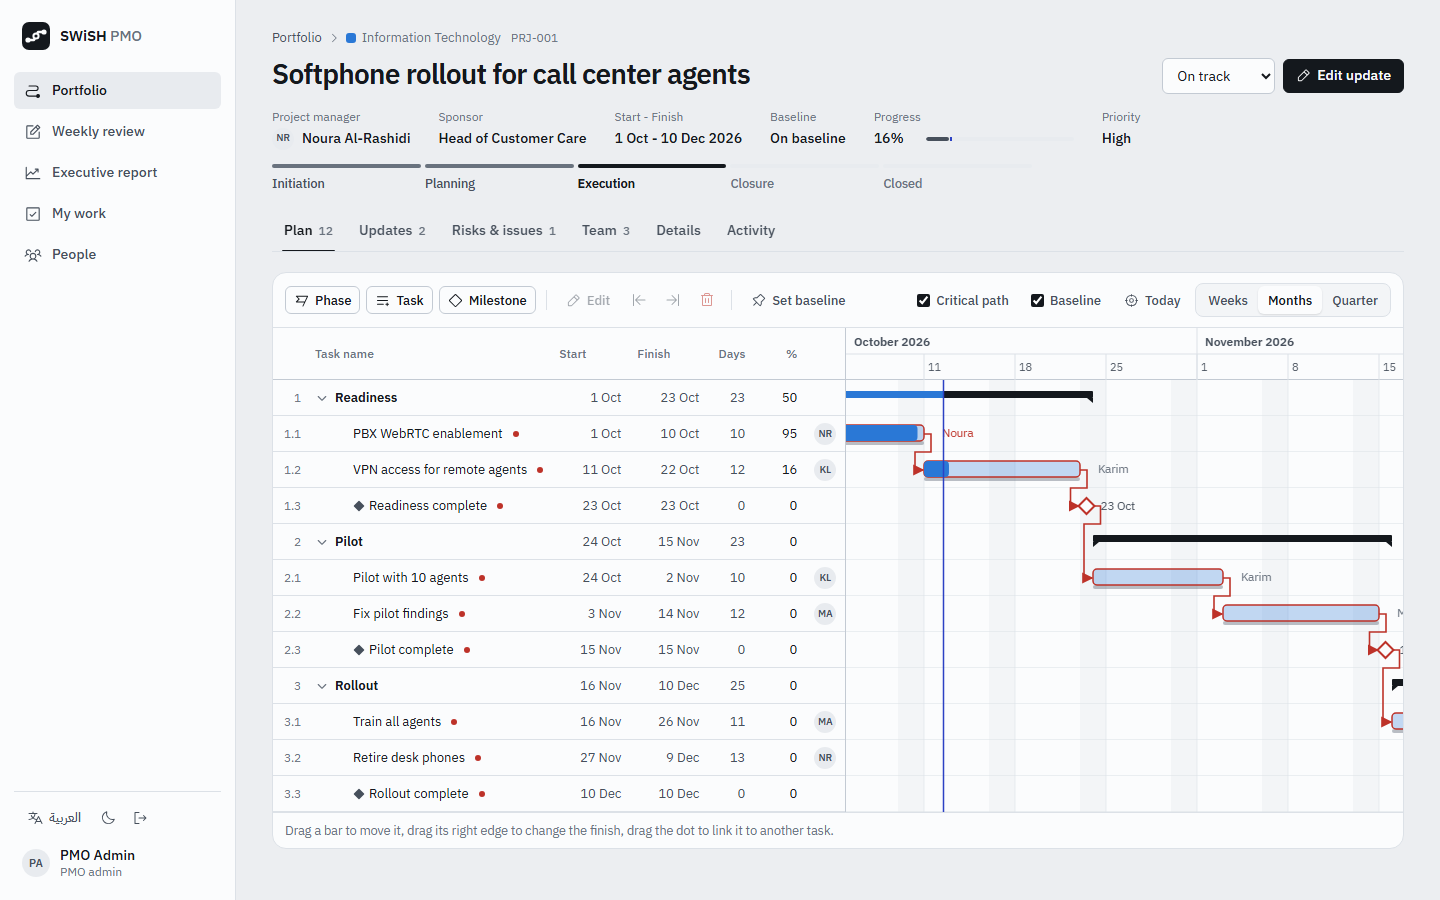 SWiSH PMO
Portfolio
Weekly review
Executive report
My work
People
العربية
PA
PMO Admin
PMO admin
Portfolio
Information Technology
PRJ-001
Softphone rollout for call center agents
On track
Edit update
Project manager
NR Noura Al-Rashidi
Sponsor
Head of Customer Care
Start - Finish
1 Oct - 10 Dec 2026
Baseline
On baseline
Progress
16%
Priority
High
Initiation
Planning
Execution
Closure
Closed
Plan 12
Updates 2
Risks & issues 1
Team 3
Details
Activity
Phase
Task
Milestone
Edit
Set baseline
Critical path
Baseline
Today
Weeks
Months
Quarter
Task name Start Finish Days %
October 2026 November 2026
11 18 25 1 8 15
1 Readiness 1 Oct 23 Oct 23 50
1.1 PBX WebRTC enablement 1 Oct 10 Oct 10 95 NR Noura
1.2 VPN access for remote agents 11 Oct 22 Oct 12 16 KL Karim
1.3 Readiness complete 23 Oct 23 Oct 0 0 23 Oct
2 Pilot 24 Oct 15 Nov 23 0
2.1 Pilot with 10 agents 24 Oct 2 Nov 10 0 KL Karim
2.2 Fix pilot findings 3 Nov 14 Nov 12 0 MA
2.3 Pilot complete 15 Nov 15 Nov 0 0
3 Rollout 16 Nov 10 Dec 25 0
3.1 Train all agents 16 Nov 26 Nov 11 0 MA
3.2 Retire desk phones 27 Nov 9 Dec 13 0 NR
3.3 Rollout complete 10 Dec 10 Dec 0 0
Drag a bar to move it, drag its right edge to change the finish, drag the dot to link it to another task.